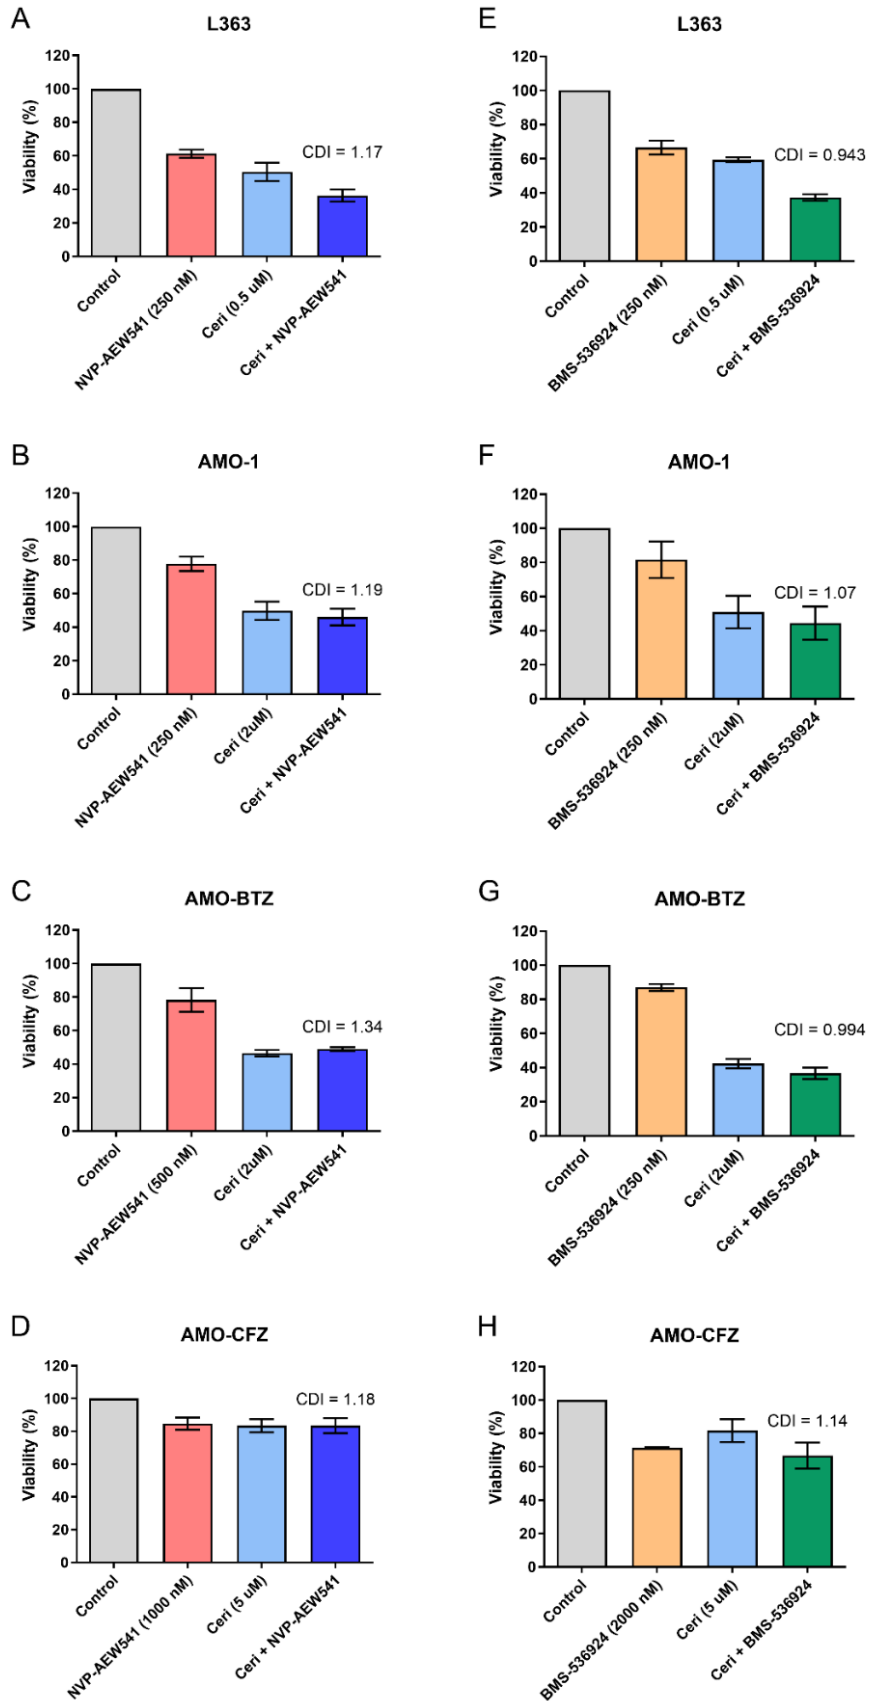 A
L363
Viability (%)
120
100
80
60
40
20
0
CDI = 1.17
Control
NVP-AEW541 (250 nM)
Ceri (0.5 uM)
Ceri + NVP-AEW541
E
L363
Viability (%)
120
100
80
60
40
20
0
CDI = 0.943
Control
BMS-536924 (250 nM)
Ceri (0.5 uM)
Ceri + BMS-536924
B
AMO-1
Viability (%)
120
100
80
60
40
20
0
CDI = 1.19
Control
NVP-AEW541 (250 nM)
Ceri (2uM)
Ceri + NVP-AEW541
F
AMO-1
Viability (%)
120
100
80
60
40
20
0
CDI = 1.07
Control
BMS-536924 (250 nM)
Ceri (2uM)
Ceri + BMS-536924
C
AMO-BTZ
Viability (%)
120
100
80
60
40
20
0
CDI = 1.34
Control
NVP-AEW541 (500 nM)
Ceri (2uM)
Ceri + NVP-AEW541
G
AMO-BTZ
Viability (%)
120
100
80
60
40
20
0
CDI = 0.994
Control
BMS-536924 (250 nM)
Ceri (2uM)
Ceri + BMS-536924
D
AMO-CFZ
Viability (%)
120
100
80
60
40
20
0
CDI = 1.18
Control
NVP-AEW541 (1000 nM)
Ceri (5 uM)
Ceri + NVP-AEW541
H
AMO-CFZ
Viability (%)
120
100
80
60
40
20
0
CDI = 1.14
Control
BMS-536924 (2000 nM)
Ceri (5 uM)
Ceri + BMS-536924